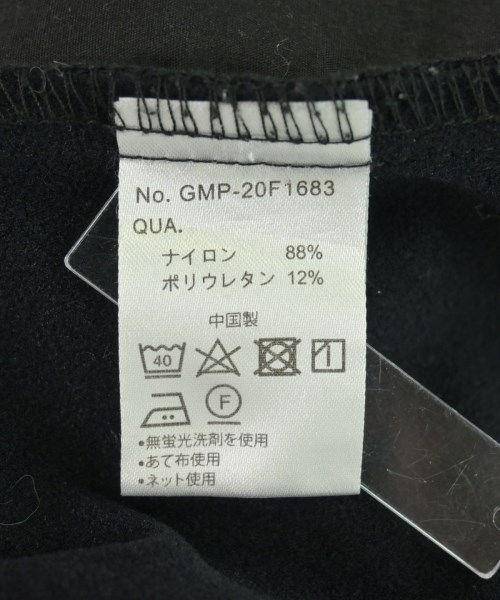 No. GMP-20F1683
QUA.
ナイロン 88%
ポリウレタン 12%
中国製
40
F
•無蛍光洗剤を使用
•あて布使用
•ネット使用